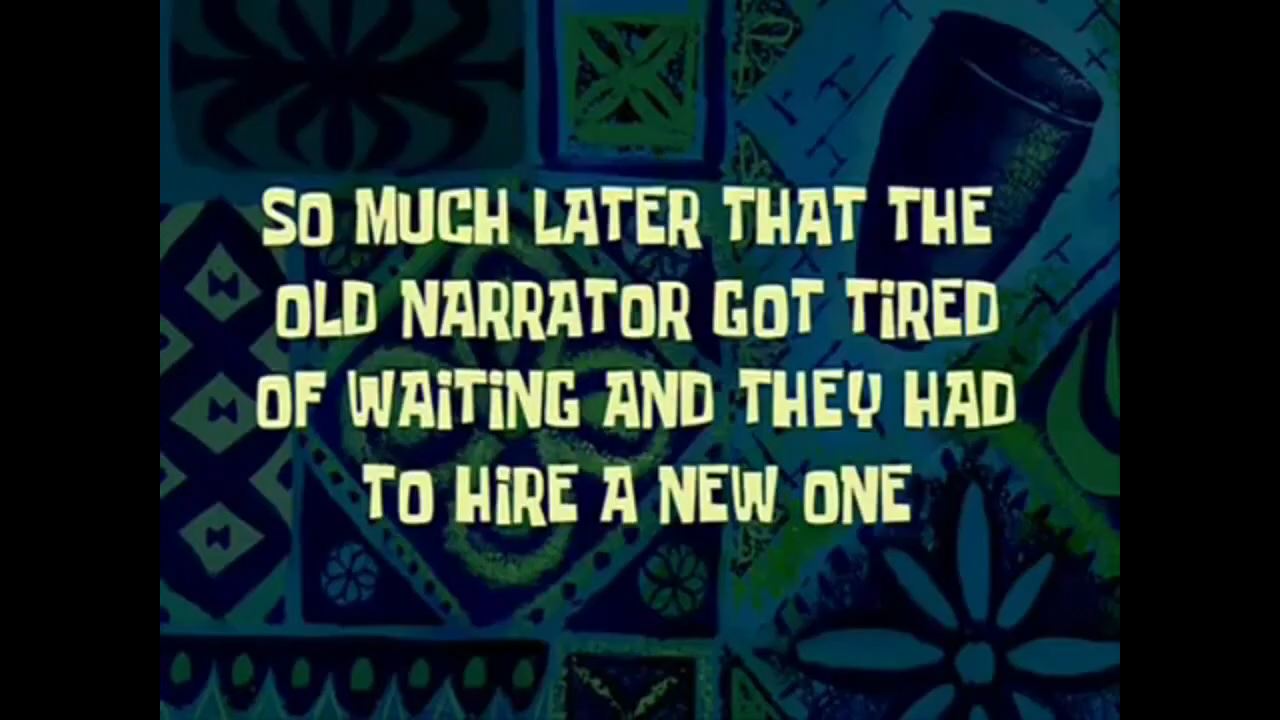 SO MUCH LATER THAT THE
OLD NARRATOR GOT TiRED
OF WAiTiNG AND THEY HAD
TO HiRE A NEW ONE